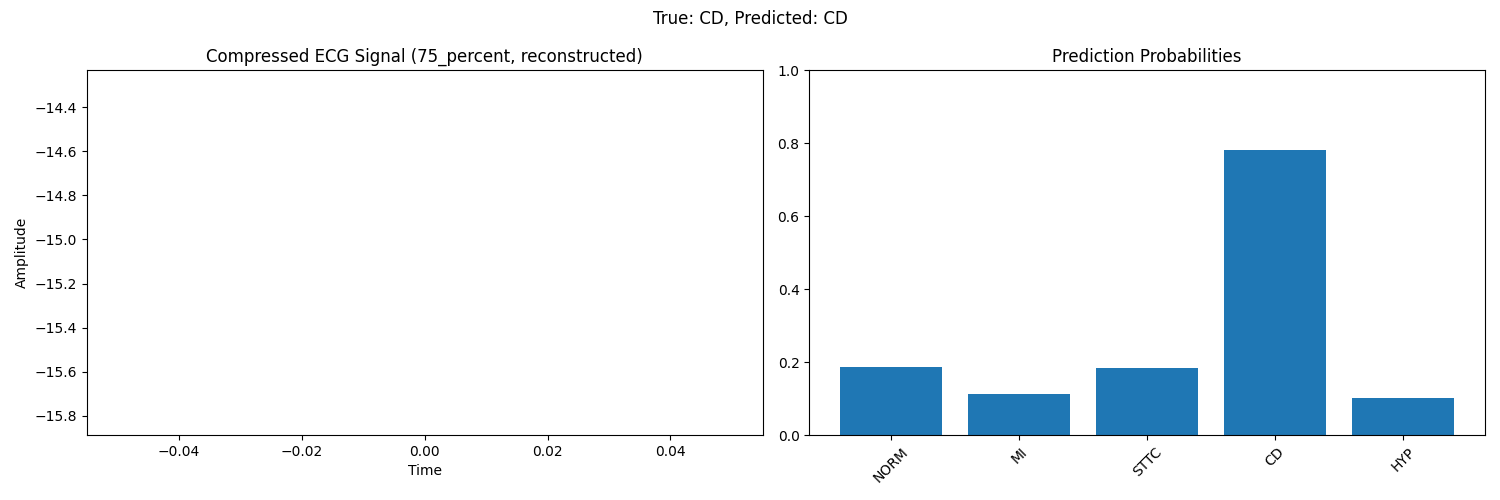 True: CD, Predicted: CD
Compressed ECG Signal (75_percent, reconstructed)
Amplitude
−14.4
−14.6
−14.8
−15.0
−15.2
−15.4
−15.6
−15.8
−0.04
−0.02
0.00
0.02
0.04
Time
Prediction Probabilities
1.0
0.8
0.6
0.4
0.2
0.0
NORM
MI
STTC
CD
HYP